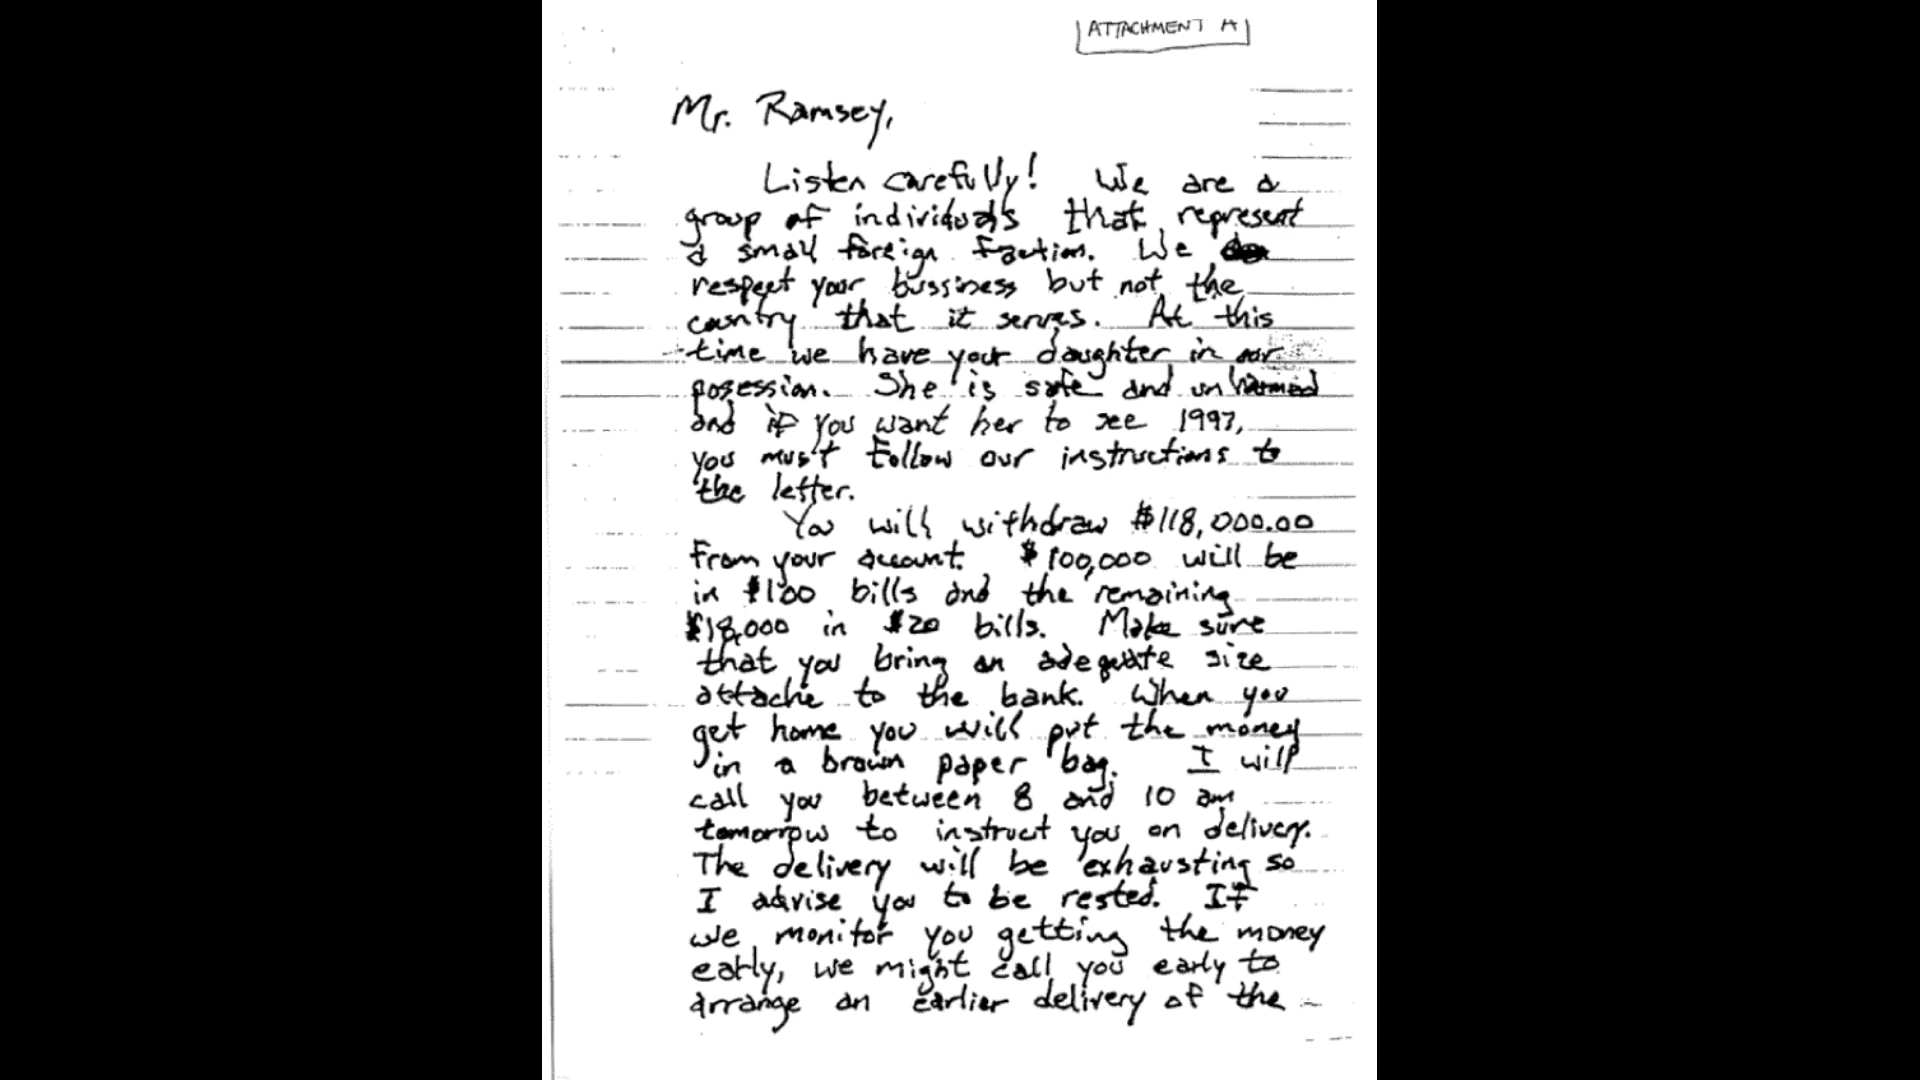 ATTACHMENT A
Mr. Ramsey,
Listen carefully! We are a
group of individuals that represent
a small foreign faction. We
respect your bussiness but not the
country that it serves. At this
time we have your daughter in our
posession. She is safe and unharmed
and if you want her to see 1997,
you must follow our instructions to
the letter.
You will withdraw $118,000.00
from your account. $100,000 will be
in $100 bills and the remaining
$18,000 in $20 bills. Make sure
that you bring an adequate size
attache to the bank. When you
get home you will put the money
in a brown paper bag. I will
call you between 8 and 10 am
tomorrow to instruct you on delivery.
The delivery will be exhausting so
I advise you to be rested. If
we monitor you getting the money
early, we might call you early to
arrange an earlier delivery of the